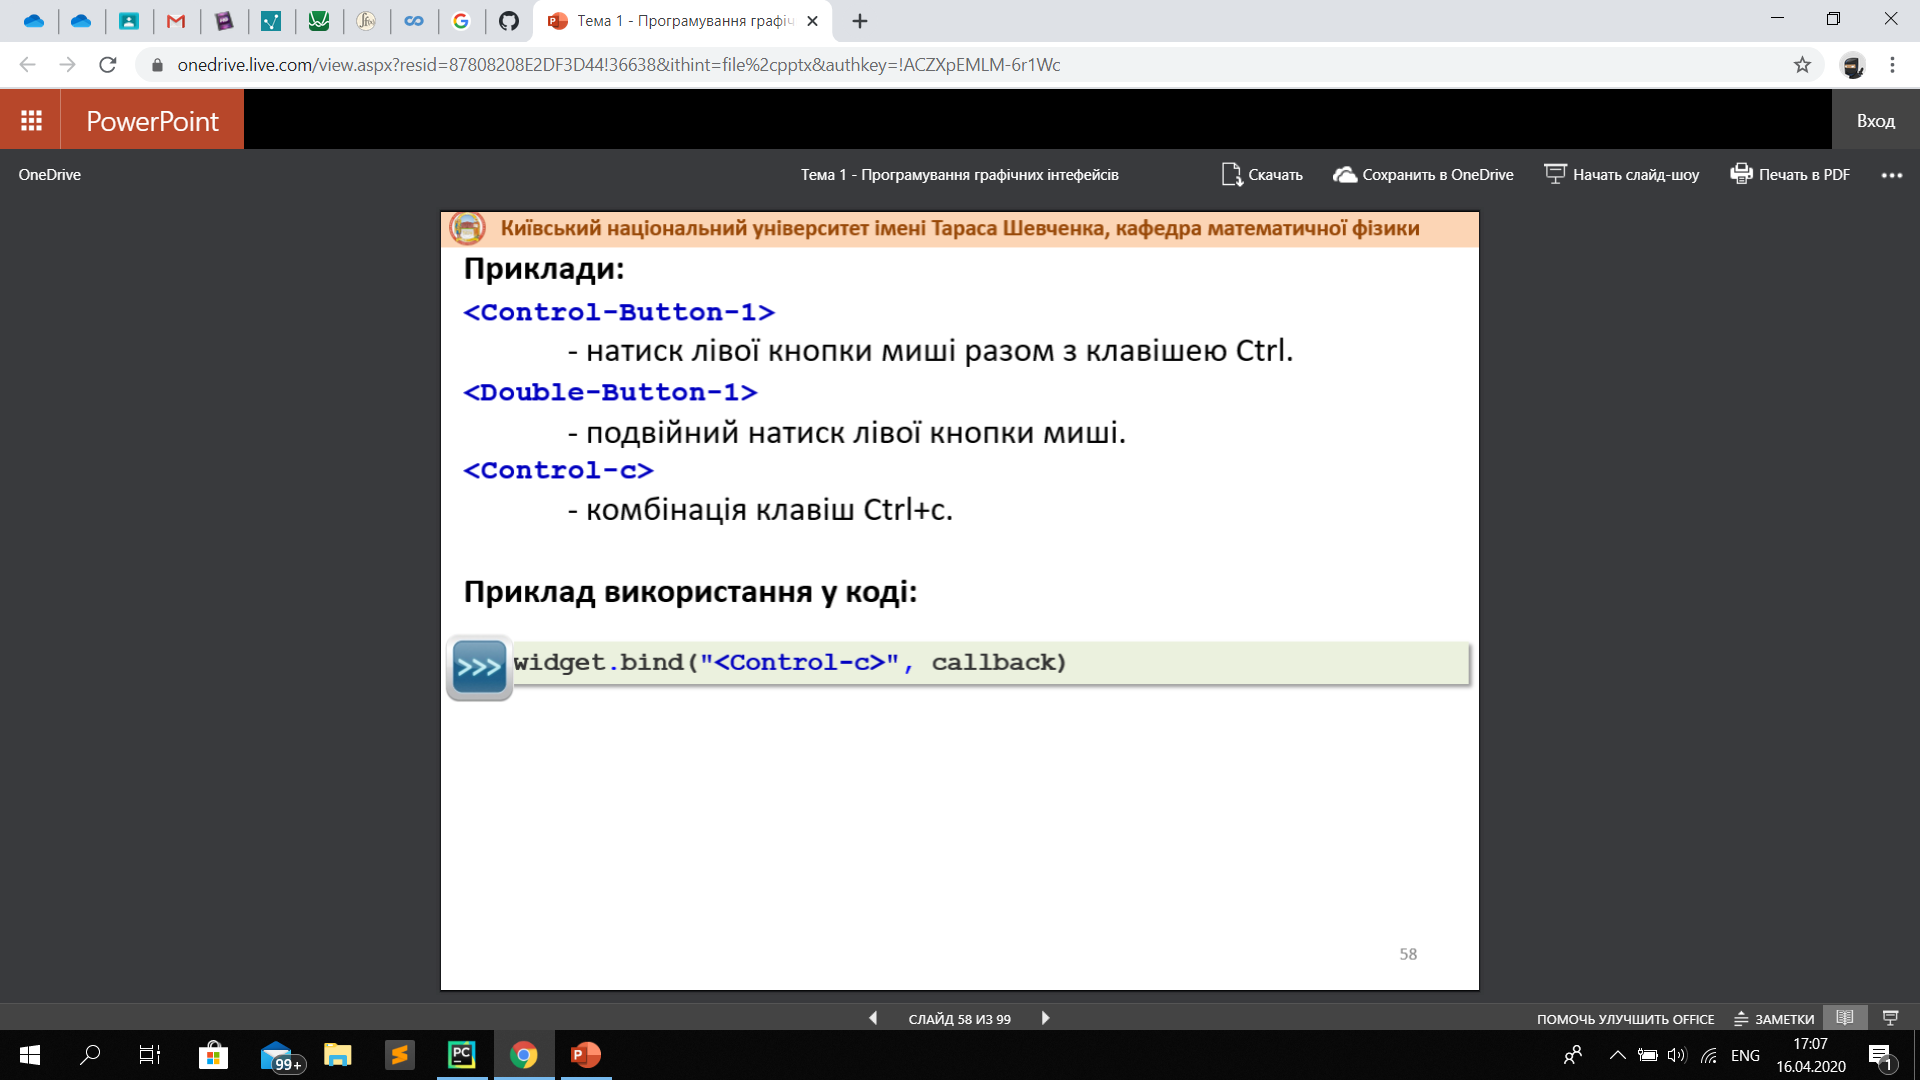 Тема 1 - Програмування графіч
onedrive.live.com/view.aspx?resid=87808208E2DF3D44!36638&ithint=file%2cpptx&authkey=!ACZXpEMLM-6r1Wc
PowerPoint
Вход
OneDrive
Тема 1 - Програмування графічних інтефейсів
Скачать
Сохранить в OneDrive
Начать слайд-шоу
Печать в PDF
Київський національний університет імені Тараса Шевченка, кафедра математичної фізики
Приклади:
<Control-Button-1>
- натиск лівої кнопки миші разом з клавішею Ctrl.
<Double-Button-1>
- подвійний натиск лівої кнопки миші.
<Control-c>
- комбінація клавіш Ctrl+c.
Приклад використання у коді:
>>>
widget.bind("<Control-c>", callback)
58
СЛАЙД 58 ИЗ 99
ПОМОЧЬ УЛУЧШИТЬ OFFICE
ЗАМЕТКИ
99+
PC
ENG
17:07
16.04.2020
1